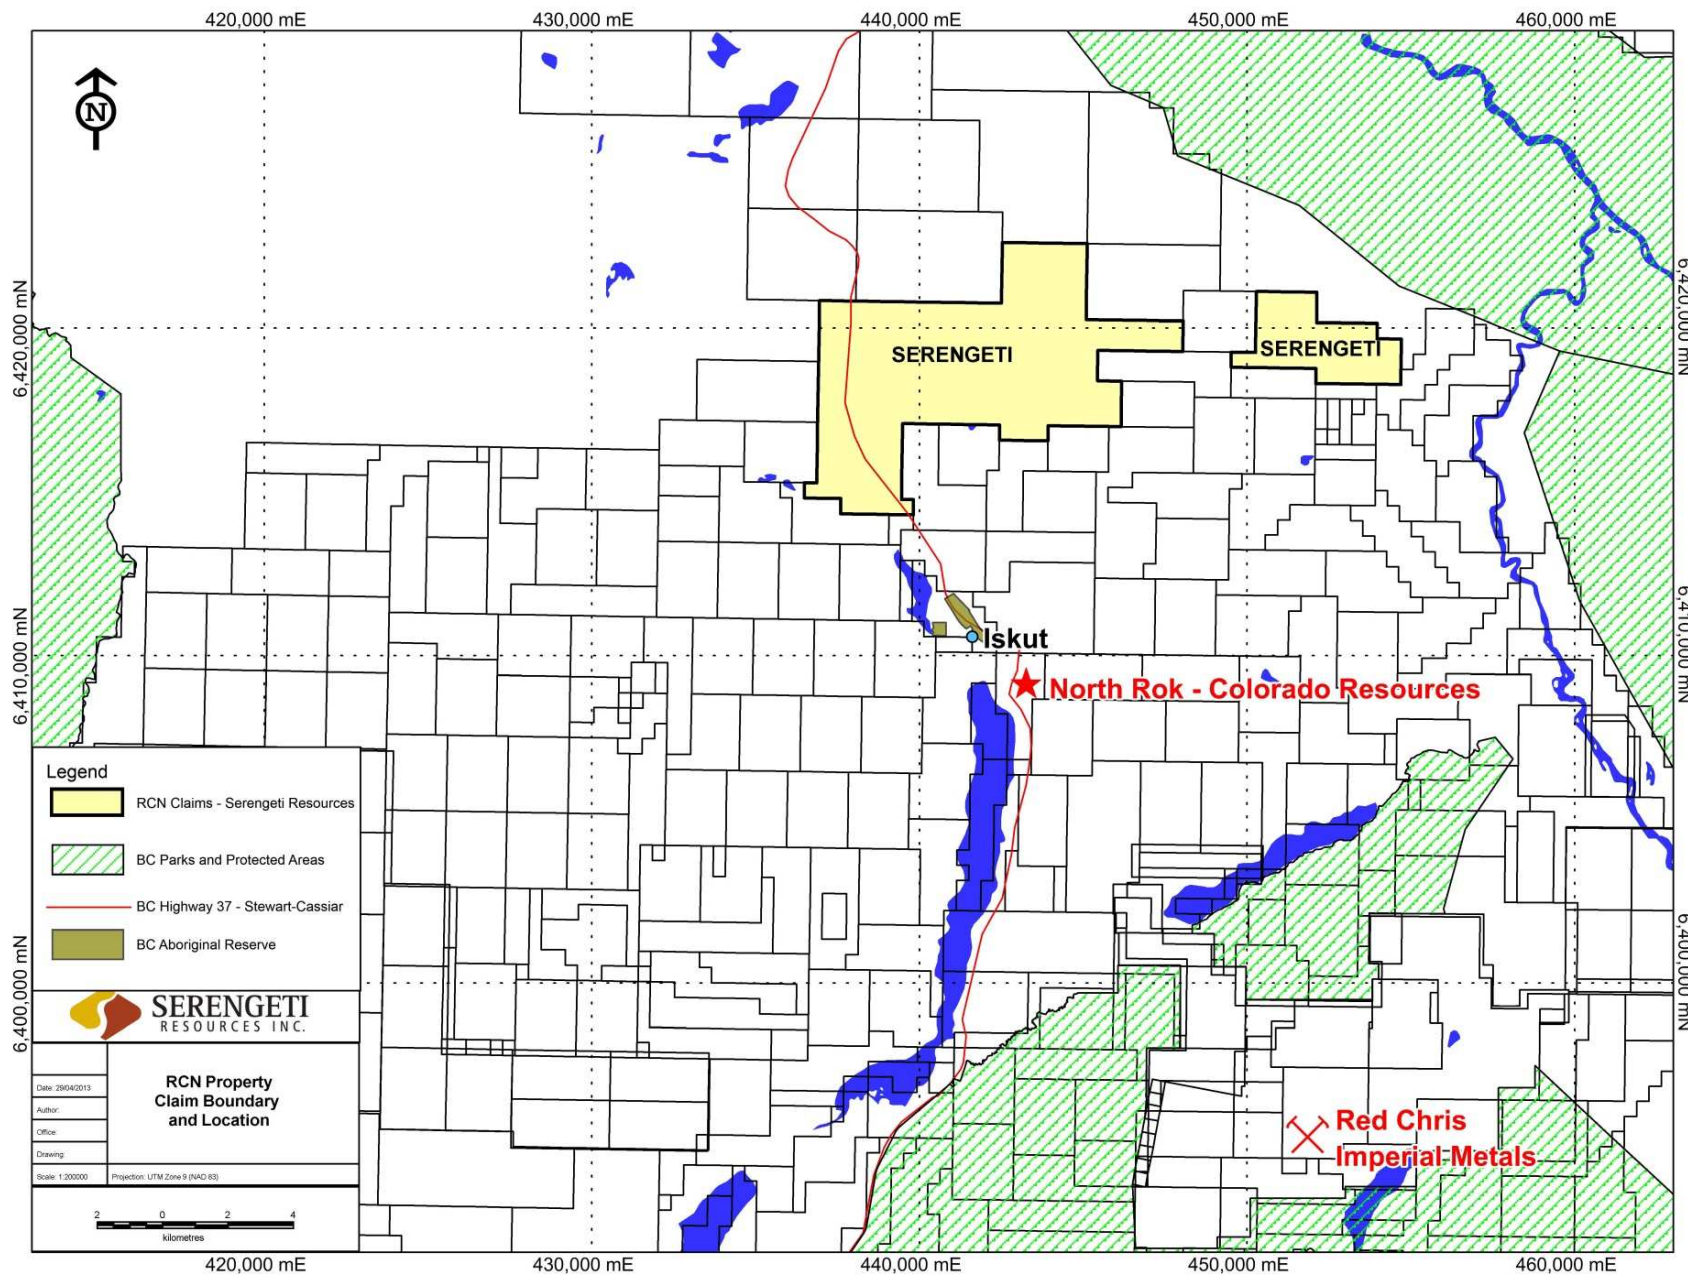 420,000 mE
430,000 mE
440,000 mE
450,000 mE
460,000 mE
N
6,420,000 mN
6,420,000 mN
SERENGETI
SERENGETI
6,410,000 mN
6,410,000 mN
Iskut
North Rok - Colorado Resources
Legend
RCN Claims - Serengeti Resources
BC Parks and Protected Areas
BC Highway 37 - Stewart-Cassiar
BC Aboriginal Reserve
6,400,000 mN
6,400,000 mN
SERENGETI
RESOURCES INC.
RCN Property
Claim Boundary
and Location
Date: 29/04/2013
Author:
Office:
Drawing:
Scale: 1:200000
Projection: UTM Zone 9 (NAD 83)
Red Chris
Imperial Metals
2 0 2 4
kilometres
420,000 mE
430,000 mE
440,000 mE
450,000 mE
460,000 mE